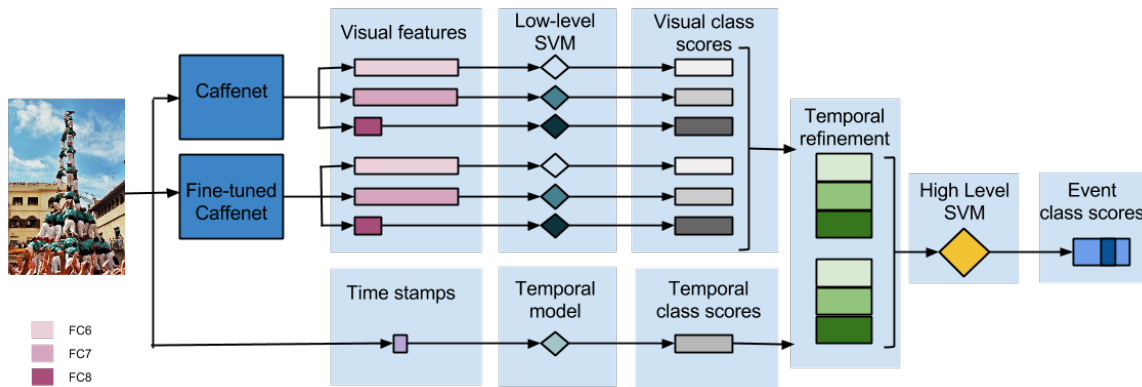 Visual features
Low-level
SVM
Visual class
scores
Caffenet
Fine-tuned
Caffenet
Temporal
refinement
High Level
SVM
Event
class scores
Time stamps
Temporal
model
Temporal
class scores
FC6
FC7
FC8